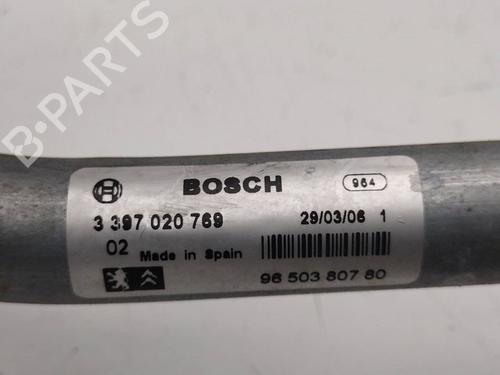 B-PARTS
BOSCH 964
3 397 020 769 29/03/06 1
02 Made in Spain
96 503 807 80